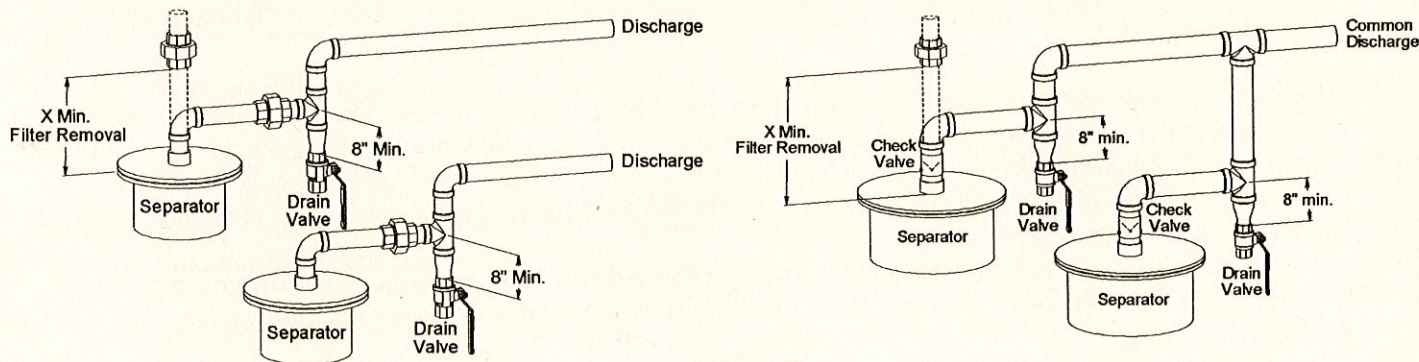 Discharge
X Min.
Filter Removal
8" Min.
Separator
Drain
Valve
Discharge
8" Min.
Separator
Drain
Valve
Common
Discharge
X Min.
Filter Removal
Check
Valve
8" min.
Drain
Valve
Separator
Check
Valve
8" min.
Separator
Drain
Valve